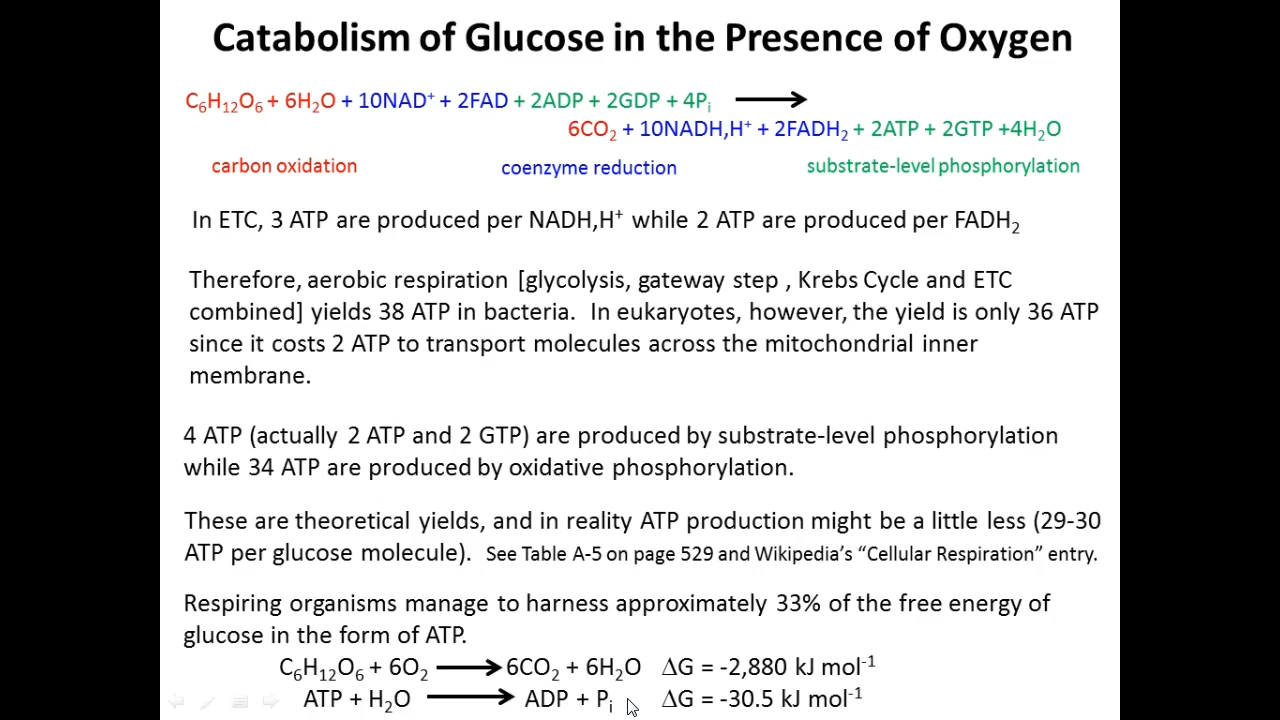 Catabolism of Glucose in the Presence of Oxygen
C₆H₁₂O₆ + 6H₂O + 10NAD⁺ + 2FAD + 2ADP + 2GDP + 4Pᵢ ⟶
6CO₂ + 10NADH,H⁺ + 2FADH₂ + 2ATP + 2GTP +4H₂O
carbon oxidation coenzyme reduction substrate-level phosphorylation
In ETC, 3 ATP are produced per NADH,H⁺ while 2 ATP are produced per FADH₂
Therefore, aerobic respiration [glycolysis, gateway step , Krebs Cycle and ETC
combined] yields 38 ATP in bacteria. In eukaryotes, however, the yield is only 36 ATP
since it costs 2 ATP to transport molecules across the mitochondrial inner
membrane.
4 ATP (actually 2 ATP and 2 GTP) are produced by substrate-level phosphorylation
while 34 ATP are produced by oxidative phosphorylation.
These are theoretical yields, and in reality ATP production might be a little less (29-30
ATP per glucose molecule). See Table A-5 on page 529 and Wikipedia’s “Cellular Respiration” entry.
Respiring organisms manage to harness approximately 33% of the free energy of
glucose in the form of ATP.
C₆H₁₂O₆ + 6O₂ ⟶ 6CO₂ + 6H₂O ΔG = -2,880 kJ mol⁻¹
ATP + H₂O ⟶ ADP + Pᵢ ΔG = -30.5 kJ mol⁻¹